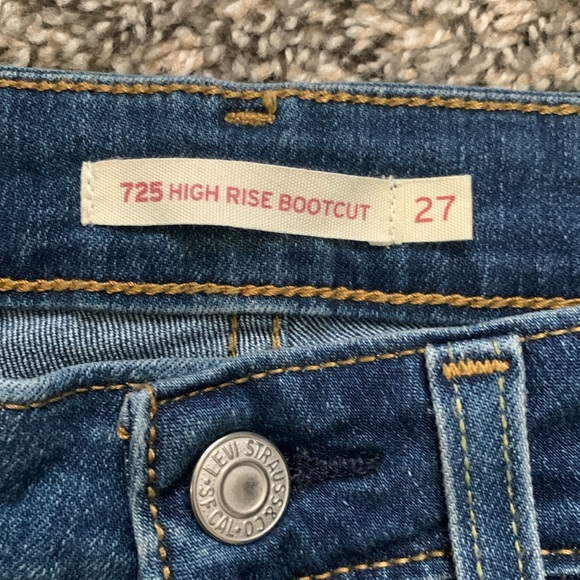 725 HIGH RISE BOOTCUT 27
LEVI STRAUSS & CO.
S.F. CAL.